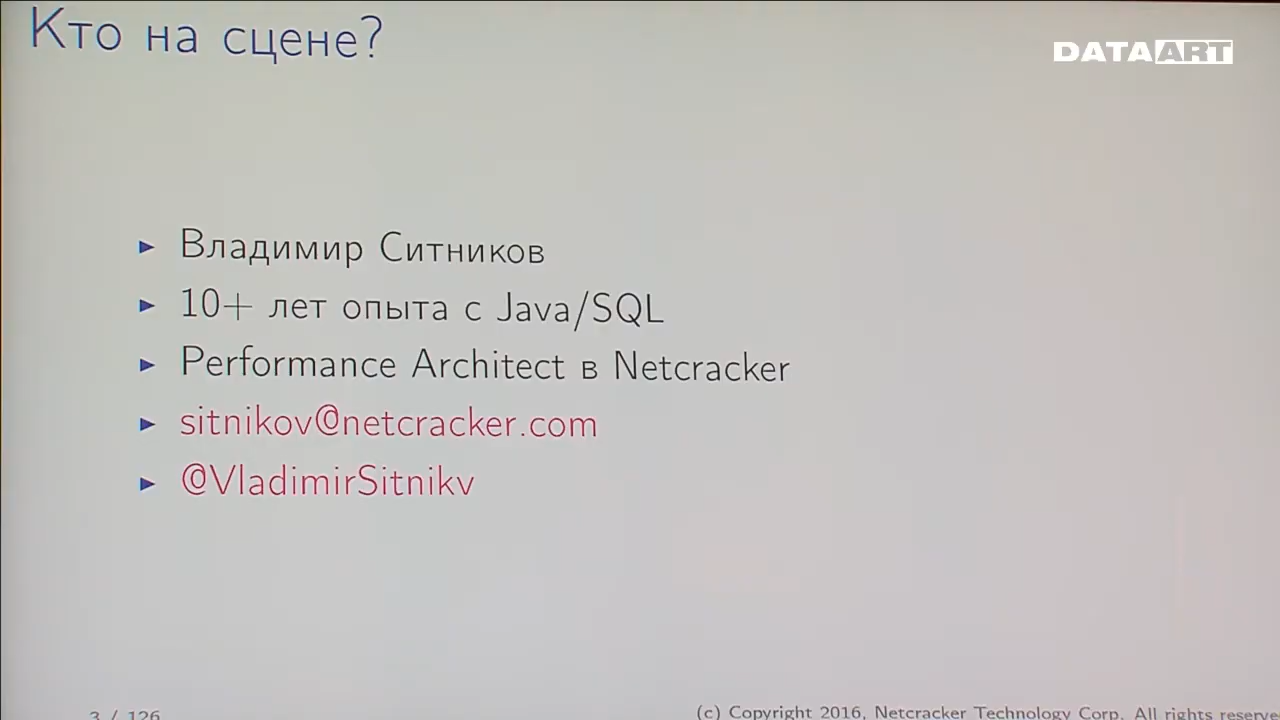 Кто на сцене?
DATAART
Владимир Ситников
10+ лет опыта с Java/SQL
Performance Architect в Netcracker
sitnikov@netcracker.com
@VladimirSitnikv
3 / 126
(c) Copyright 2016, Netcracker Technology Corp. All rights reserve